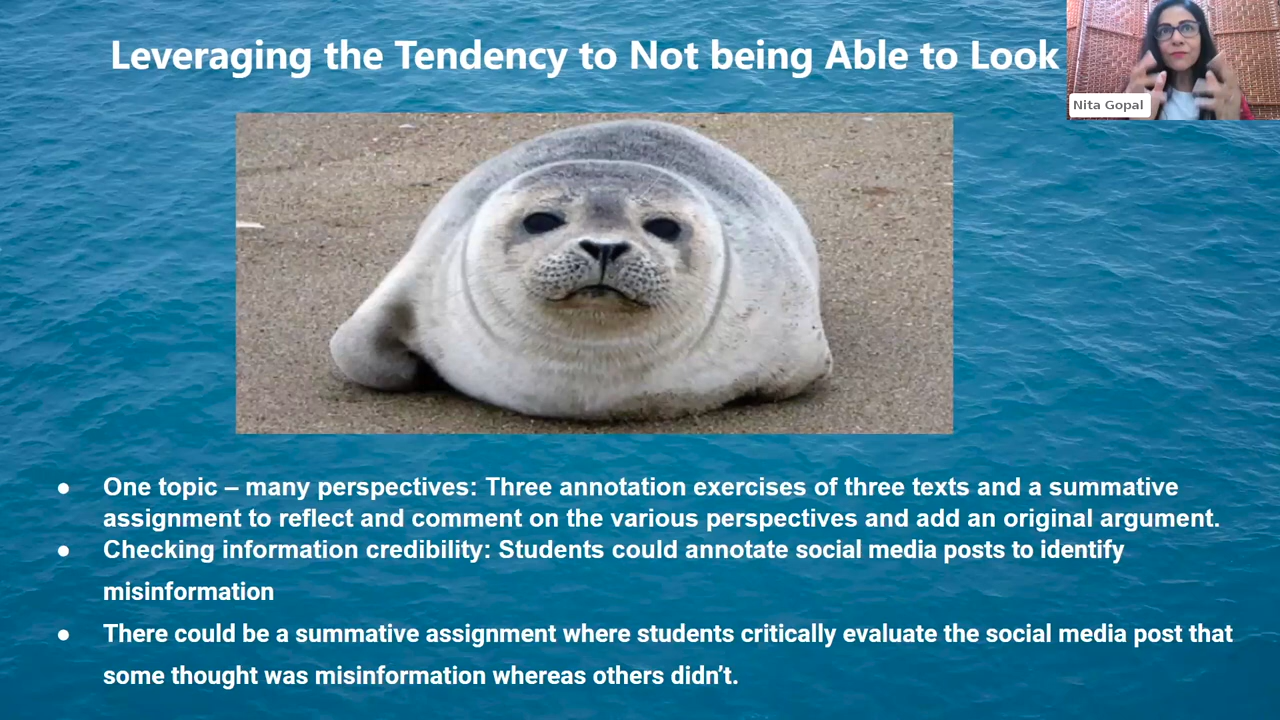 Leveraging the Tendency to Not being Able to Look
Nita Gopal
● One topic – many perspectives: Three annotation exercises of three texts and a summative
assignment to reflect and comment on the various perspectives and add an original argument.
● Checking information credibility: Students could annotate social media posts to identify
misinformation
● There could be a summative assignment where students critically evaluate the social media post that
some thought was misinformation whereas others didn’t.